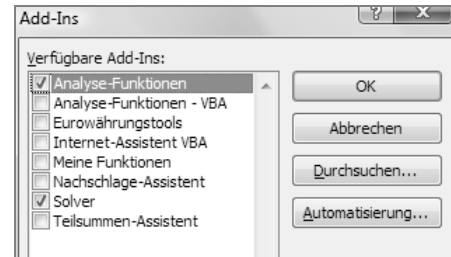 Add-Ins
Verfügbare Add-Ins:
Analyse-Funktionen
Analyse-Funktionen - VBA
Eurowährungstools
Internet-Assistent VBA
Meine Funktionen
Nachschlage-Assistent
Solver
Teilsummen-Assistent
OK
Abbrechen
Durchsuchen...
Automatisierung...